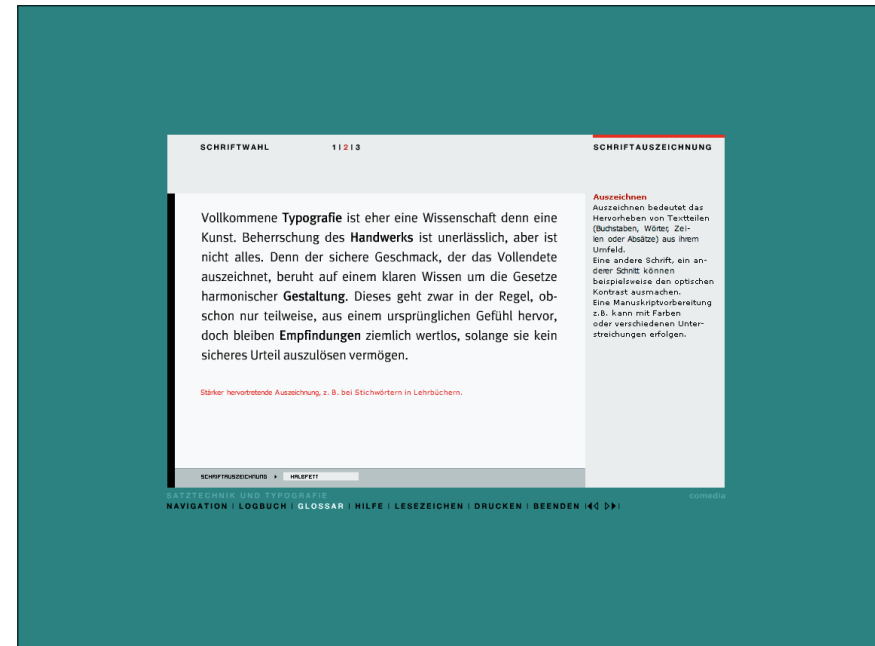 SCHRIFTWAHL
1 | 2 | 3
SCHRIFTAUSZEICHNUNG
Vollkommene Typografie ist eher eine Wissenschaft denn eine
Kunst. Beherrschung des Handwerks ist unerlässlich, aber ist
nicht alles. Denn der sichere Geschmack, der das Vollendete
auszeichnet, beruht auf einem klaren Wissen um die Gesetze
harmonischer Gestaltung. Dieses geht zwar in der Regel, ob-
schon nur teilweise, aus einem ursprünglichen Gefühl hervor,
doch bleiben Empfindungen ziemlich wertlos, solange sie kein
sicheres Urteil auszulösen vermögen.
Stärker hervortretende Auszeichnung, z. B. bei Stichwörtern in Lehrbüchern.
Auszeichnen
Auszeichnen bedeutet das
Hervorheben von Textteilen
(Buchstaben, Wörter, Zei-
len oder Absätze) aus ihrem
Umfeld.
Eine andere Schrift, ein an-
derer Schnitt können
beispielsweise den optischen
Kontrast ausmachen.
Eine Manuskriptvorbereitung
z.B. kann mit Farben
oder verschiedenen Unter-
streichungen erfolgen.
SCHRIFTAUSZEICHNUNG HALBFETT
SATZTECHNIK UND TYPOGRAFIE
comedia
NAVIGATION | LOGBUCH | GLOSSAR | HILFE | LESEZEICHEN | DRUCKEN | BEENDEN